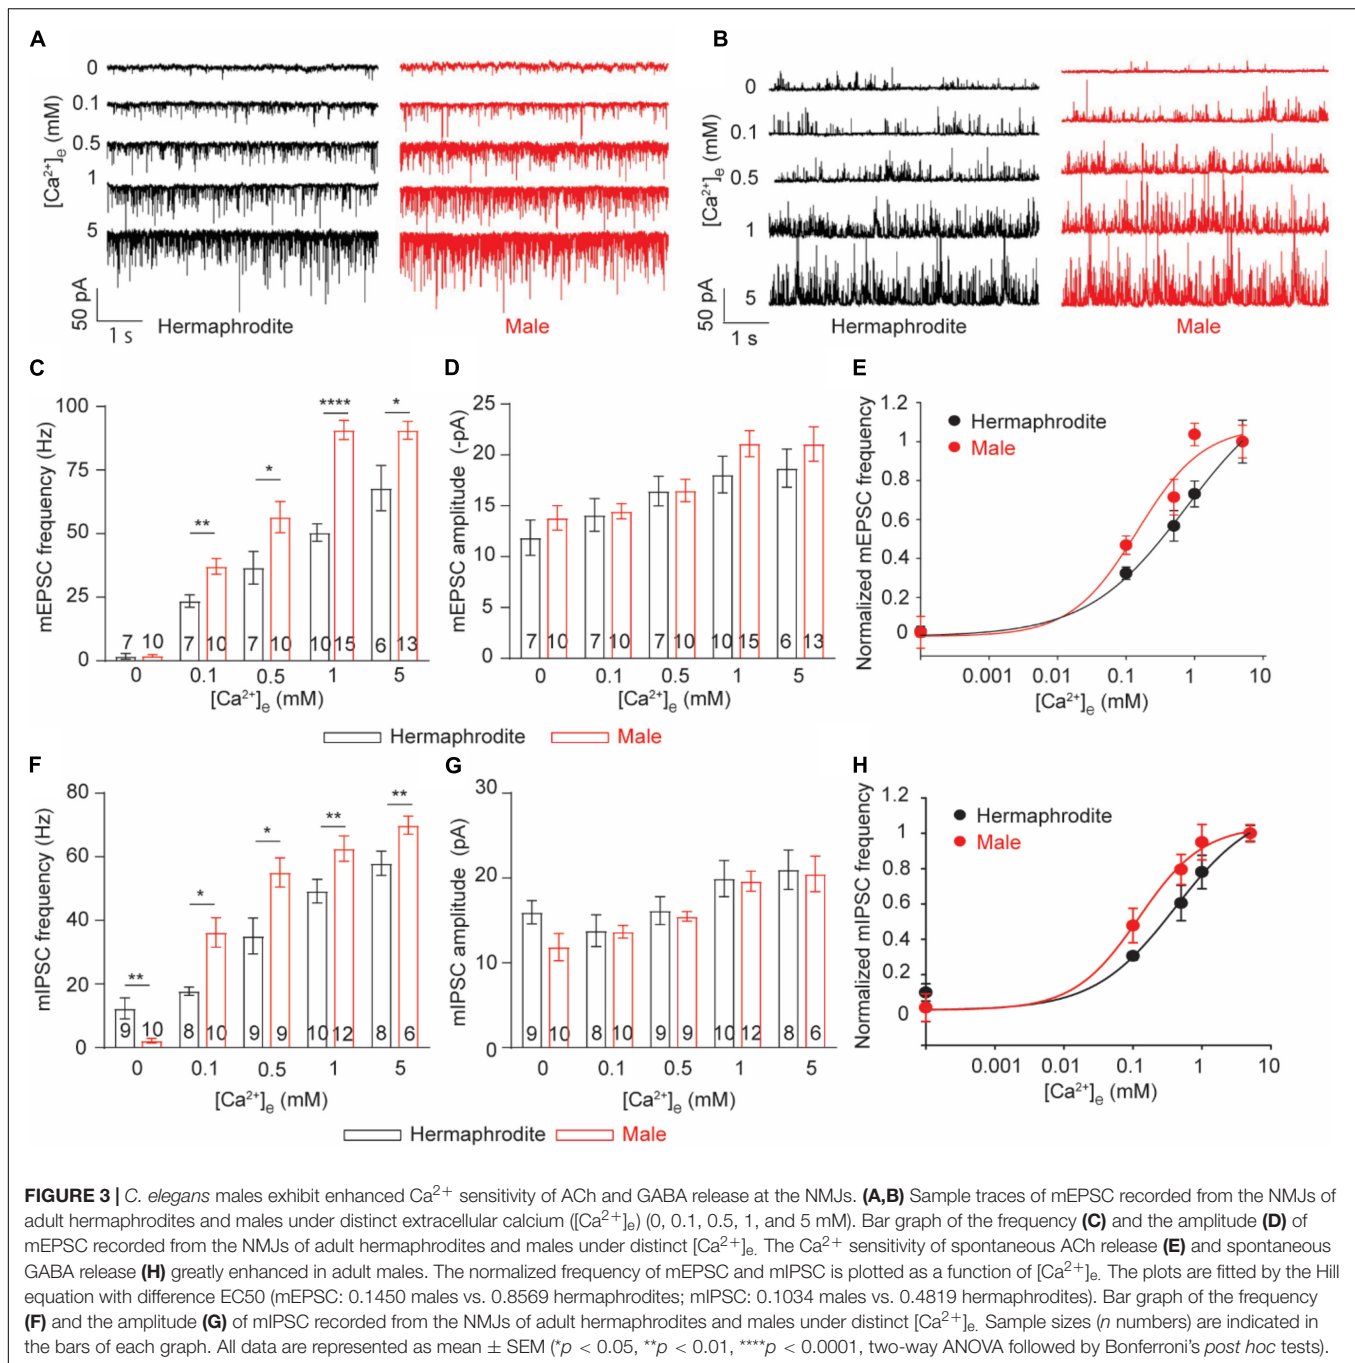 A
B
0
0.1
0.5
1
5
[Ca²⁺]e (mM)
50 pA
1 s
Hermaphrodite
Male
0
0.1
0.5
1
5
[Ca²⁺]e (mM)
50 pA
1 s
Hermaphrodite
Male
C
mEPSC frequency (Hz)
100
75
50
25
0
** * **** *
7 10 7 10 7 10 10 15 6 13
0 0.1 0.5 1 5
[Ca²⁺]e (mM)
D
mEPSC amplitude (-pA)
25
20
15
10
5
0
7 10 7 10 7 10 10 15 6 13
0 0.1 0.5 1 5
[Ca²⁺]e (mM)
Hermaphrodite Male
E
Normalized mEPSC frequency
1.2
1
0.8
0.6
0.4
0.2
0
Hermaphrodite
Male
0.001 0.01 0.1 1 10
[Ca²⁺]e (mM)
F
mIPSC frequency (Hz)
80
60
40
20
0
** * * ** **
9 10 8 10 9 9 10 12 8 6
0 0.1 0.5 1 5
[Ca²⁺]e (mM)
G
mIPSC amplitude (pA)
30
20
10
0
9 10 8 10 9 9 10 12 8 6
0 0.1 0.5 1 5
[Ca²⁺]e (mM)
Hermaphrodite Male
H
Normalized mIPSC frequency
1.2
1
0.8
0.6
0.4
0.2
0
Hermaphrodite
Male
0.001 0.01 0.1 1 10
[Ca²⁺]e (mM)
FIGURE 3 | C. elegans males exhibit enhanced Ca²⁺ sensitivity of ACh and GABA release at the NMJs. (A,B) Sample traces of mEPSC recorded from the NMJs of
adult hermaphrodites and males under distinct extracellular calcium ([Ca²⁺]e) (0, 0.1, 0.5, 1, and 5 mM). Bar graph of the frequency (C) and the amplitude (D) of
mEPSC recorded from the NMJs of adult hermaphrodites and males under distinct [Ca²⁺]e. The Ca²⁺ sensitivity of spontaneous ACh release (E) and spontaneous
GABA release (H) greatly enhanced in adult males. The normalized frequency of mEPSC and mIPSC is plotted as a function of [Ca²⁺]e. The plots are fitted by the Hill
equation with difference EC50 (mEPSC: 0.1450 males vs. 0.8569 hermaphrodites; mIPSC: 0.1034 males vs. 0.4819 hermaphrodites). Bar graph of the frequency
(F) and the amplitude (G) of mIPSC recorded from the NMJs of adult hermaphrodites and males under distinct [Ca²⁺]e. Sample sizes (n numbers) are indicated in
the bars of each graph. All data are represented as mean ± SEM (*p < 0.05, **p < 0.01, ****p < 0.0001, two-way ANOVA followed by Bonferroni's post hoc tests).